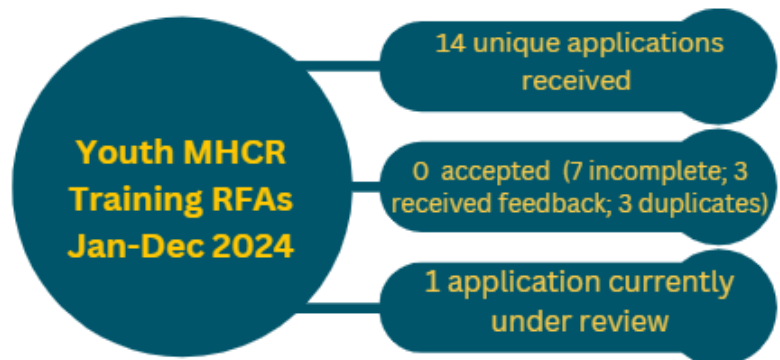 Youth MHCR
Training RFAs
Jan-Dec 2024
14 unique applications
received
0 accepted (7 incomplete; 3
received feedback; 3 duplicates)
1 application currently
under review